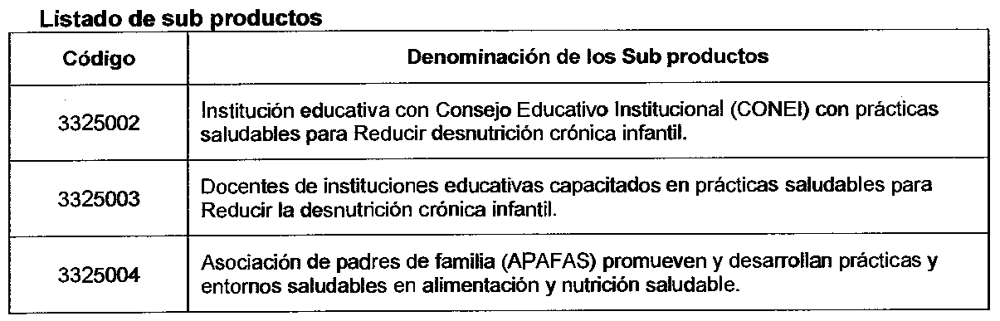 Listado de sub productos
Código
Denominación de los Sub productos
3325002
Institución educativa con Consejo Educativo Institucional (CONEI) con prácticas
saludables para Reducir desnutrición crónica infantil.
3325003
Docentes de instituciones educativas capacitados en prácticas saludables para
Reducir la desnutrición crónica infantil.
3325004
Asociación de padres de familia (APAFAS) promueven y desarrollan prácticas y
entornos saludables en alimentación y nutrición saludable.